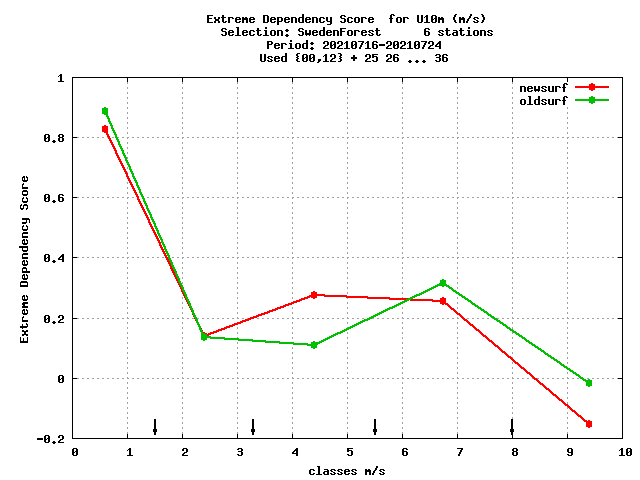 Extreme Dependency Score  for U10m (m/s)
Selection: SwedenForest      6 stations
Period: 20210716-20210724
Used {00,12} + 25 26 ... 36
newsurf
oldsurf
Extreme Dependency Score
1
0.8
0.6
0.4
0.2
0
-0.2
0 1 2 3 4 5 6 7 8 9 10
classes m/s